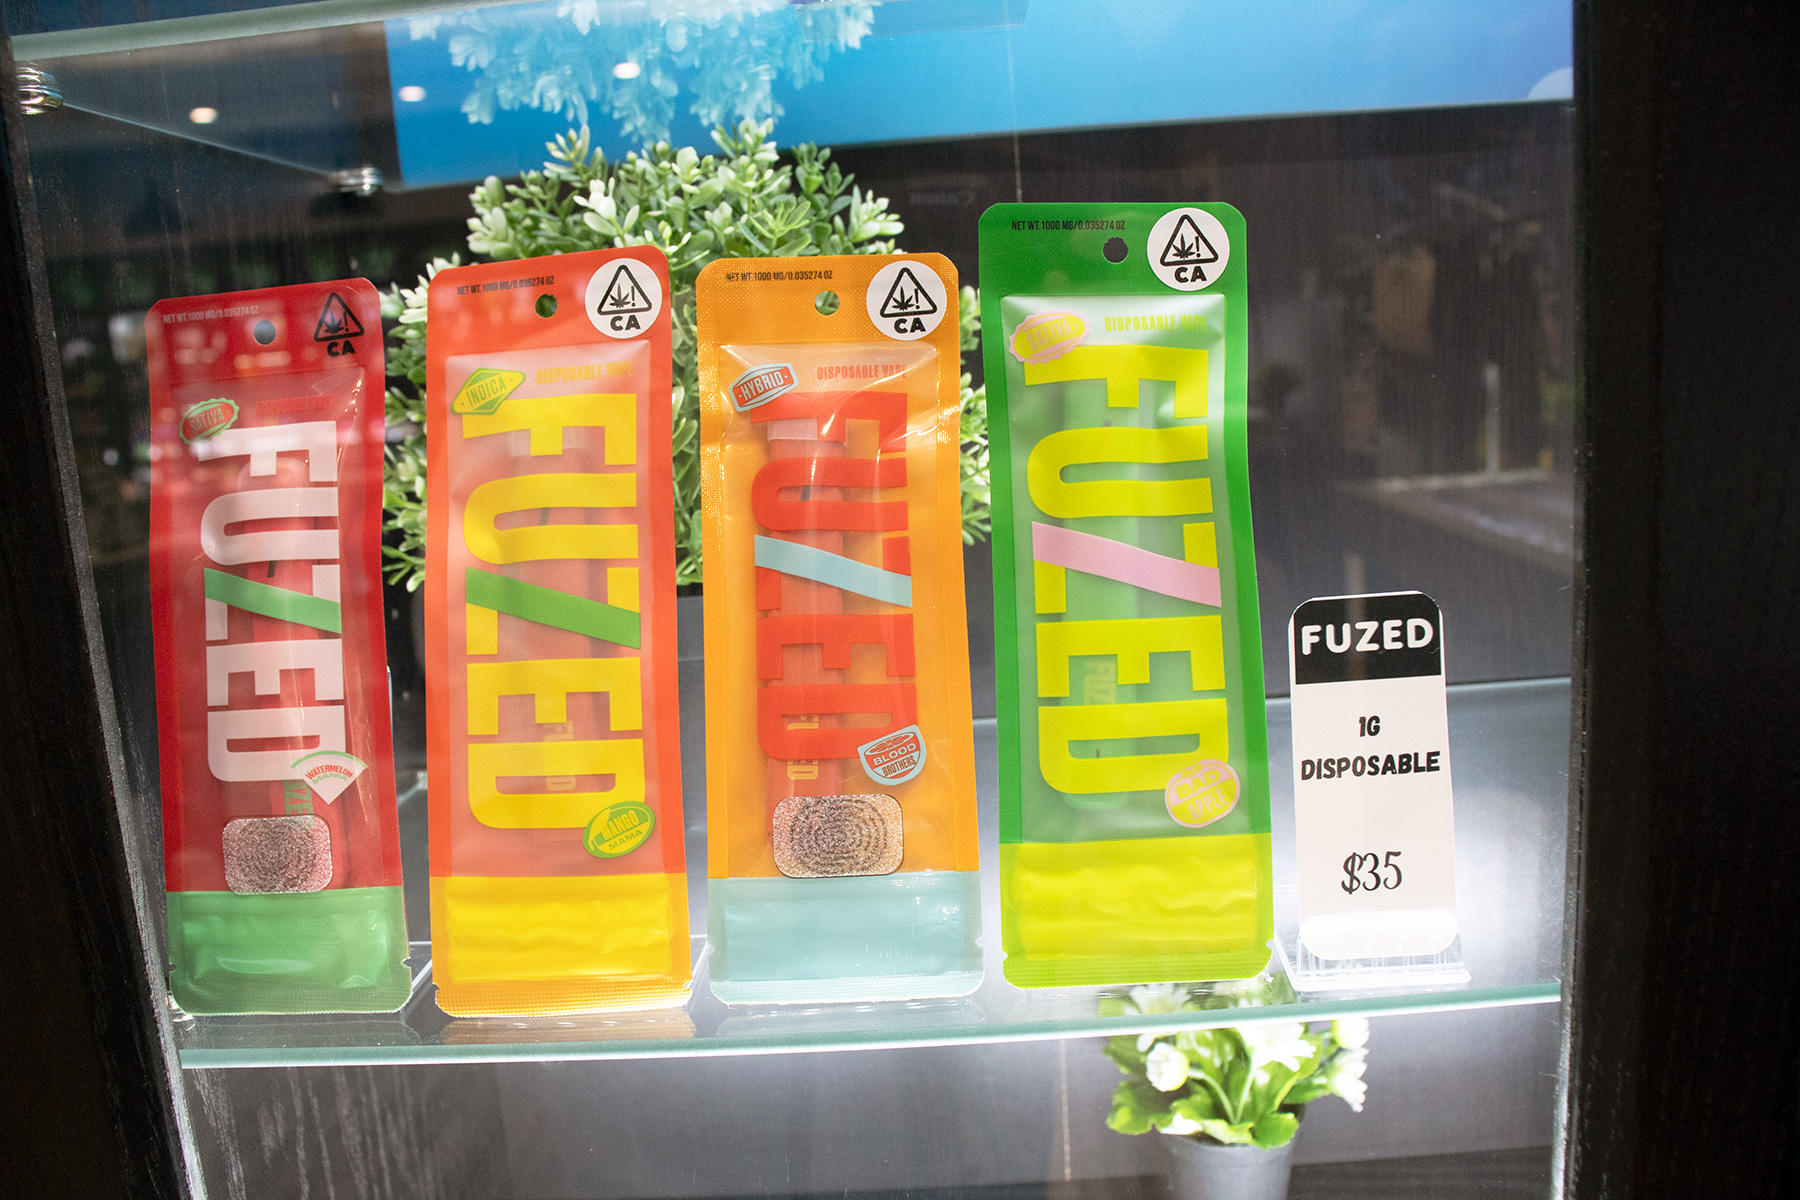 NET WT. 1000 MG/0.035274 OZ
CA
SATIVA
FUZED
WATERMELON
MANIA
NET WT. 1000 MG/0.035274 OZ
CA
INDICA
DISPOSABLE VAPE
FUZED
MANGO
MAMA
NET WT. 1000 MG/0.035274 OZ
CA
HYBRID
DISPOSABLE VAPE
FUZED
BLOOD
BROTHERS
NET WT. 1000 MG/0.035274 OZ
CA
SATIVA
DISPOSABLE VAPE
FUZED
BAD
APPLE
FUZED
1G
DISPOSABLE
$35